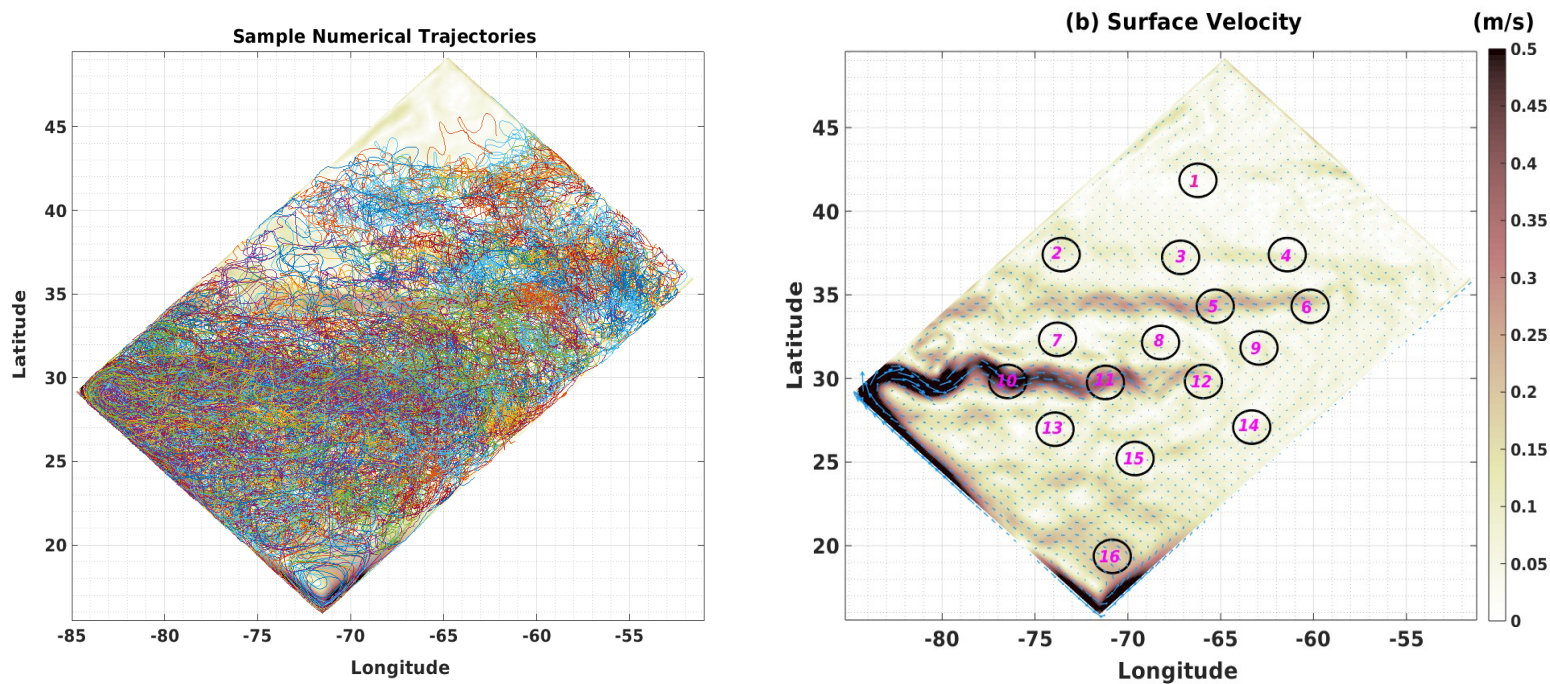 Sample Numerical Trajectories
45
40
35
30
25
20
Latitude
-85 -80 -75 -70 -65 -60 -55
Longitude
(b) Surface Velocity
(m/s)
45
40
35
30
25
20
Latitude
1
2 3 4
5 6
7 8 9
10 11 12
13 14
15
16
-80 -75 -70 -65 -60 -55
Longitude
0.5
0.45
0.4
0.35
0.3
0.25
0.2
0.15
0.1
0.05
0